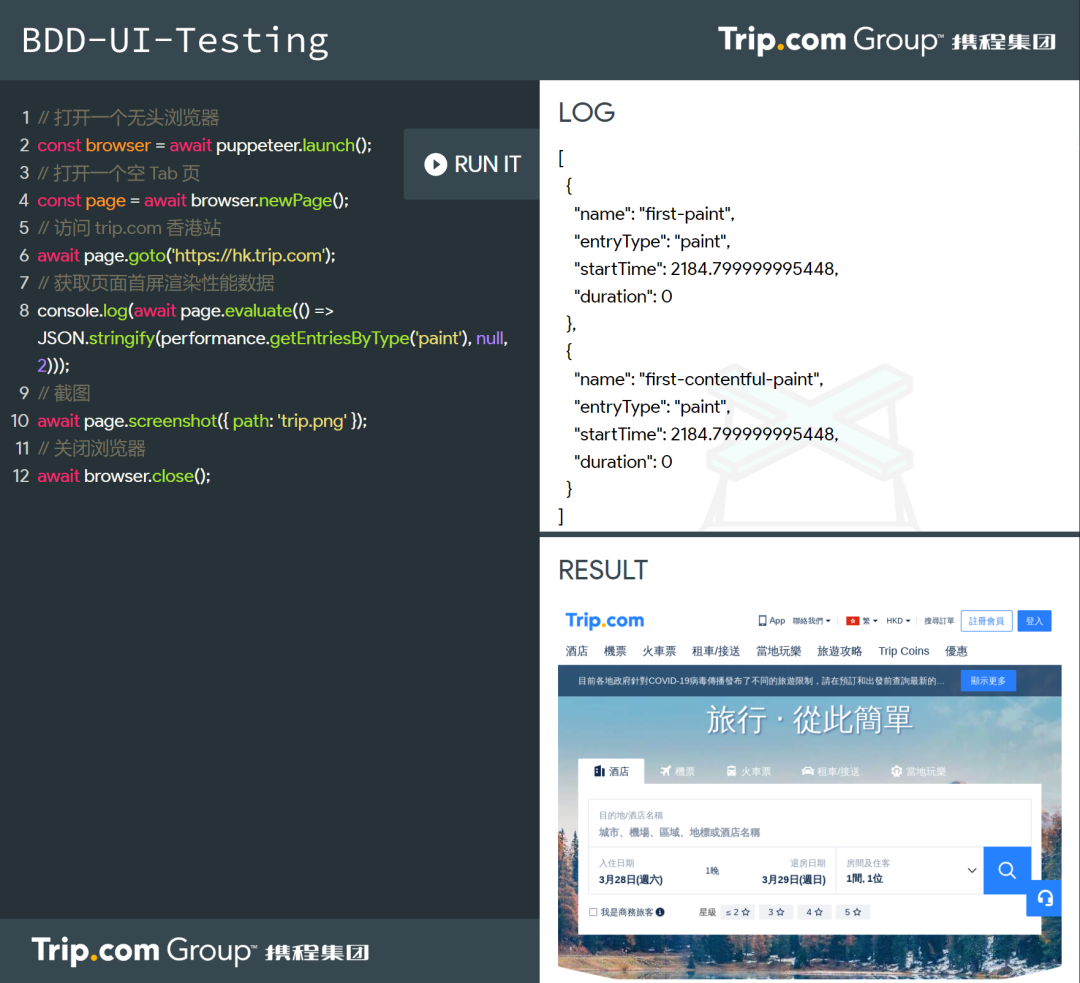 BDD-UI-Testing
Trip.com Group™ 携程集团
1 // 打开一个无头浏览器
2 const browser = await puppeteer.launch();
3 // 打开一个空 Tab 页
4 const page = await browser.newPage();
5 // 访问 trip.com 香港站
6 await page.goto('https://hk.trip.com');
7 // 获取页面首屏渲染性能数据
8 console.log(await page.evaluate(() =>
JSON.stringify(performance.getEntriesByType('paint'), null,
2)));
9 // 截图
10 await page.screenshot({ path: 'trip.png' });
11 // 关闭浏览器
12 await browser.close();
RUN IT
Trip.com Group™ 携程集团
LOG
[
{
"name": "first-paint",
"entryType": "paint",
"startTime": 2184.799999995448,
"duration": 0
},
{
"name": "first-contentful-paint",
"entryType": "paint",
"startTime": 2184.799999995448,
"duration": 0
}
]
RESULT
Trip.com
App 聯絡我們 繁 HKD 搜尋訂單 註冊會員 登入
酒店 機票 火車票 租車/接送 當地玩樂 旅遊攻略 Trip Coins 優惠
目前各地政府針對COVID-19病毒傳播發布了不同的旅遊限制，請在預訂和出發前查詢最新的... 顯示更多
旅行 · 從此簡單
酒店 機票 火車票 租車/接送 當地玩樂
目的地/酒店名稱
城市、機場、區域、地標或酒店名稱
入住日期 退房日期 房間及住客
3月28日(週六) 1晚 3月29日(週日) 1間, 1位
我是商務旅客 星級 ≤ 2 ☆ 3 ☆ 4 ☆ 5 ☆